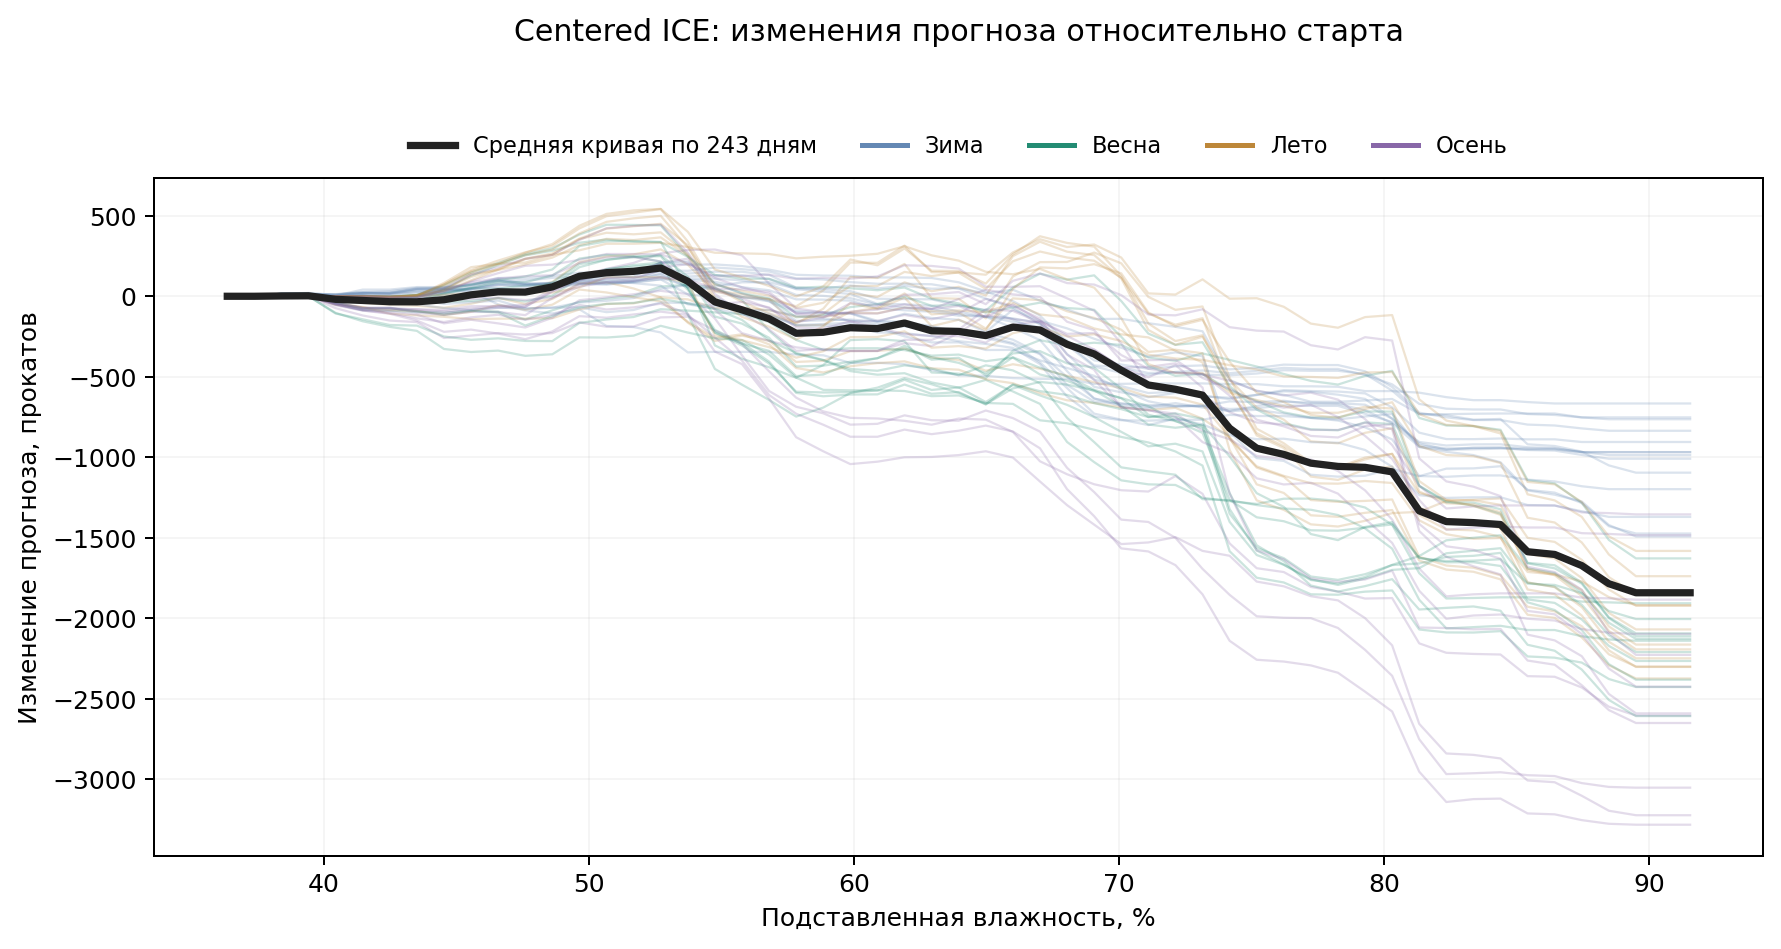 Centered ICE: изменения прогноза относительно старта
Средняя кривая по 243 дням
Зима
Весна
Лето
Осень
Изменение прогноза, прокатов
500
0
−500
−1000
−1500
−2000
−2500
−3000
40
50
60
70
80
90
Подставленная влажность, %